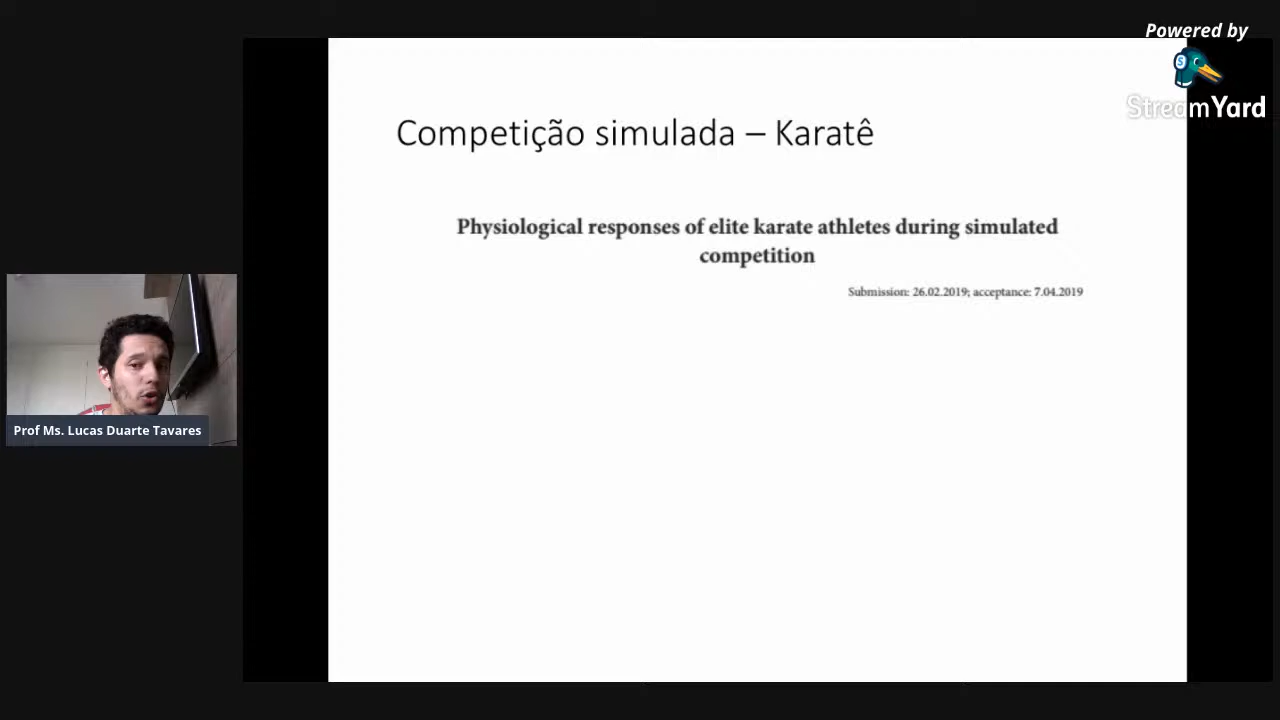 Powered by
StreamYard
Competição simulada – Karatê
Physiological responses of elite karate athletes during simulated
competition
Submission: 26.02.2019; acceptance: 7.04.2019
Prof Ms. Lucas Duarte Tavares